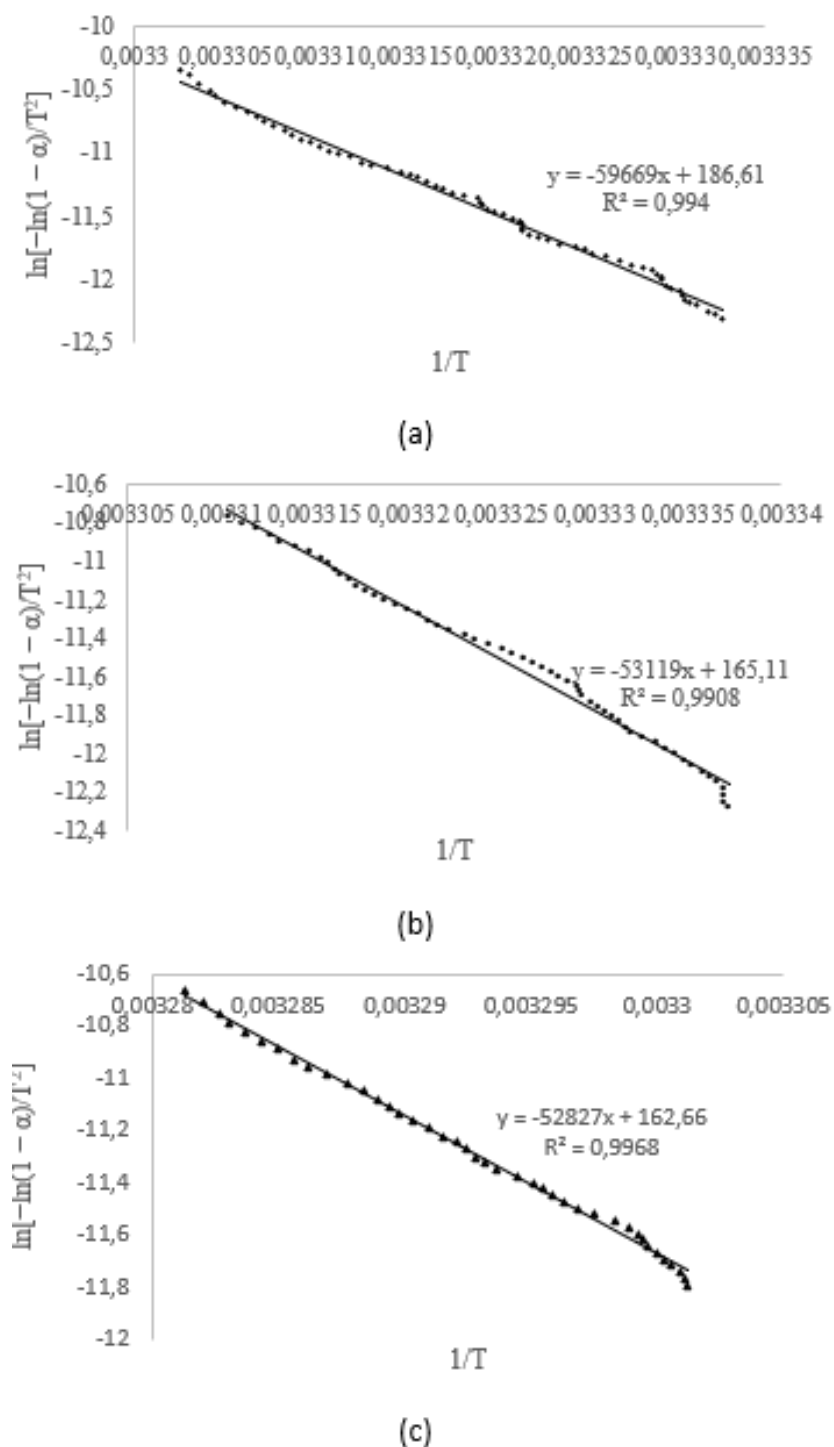 -10
0,0033 0,003305 0,00331 0,003315 0,00332 0,003325 0,00333 0,003335
-10,5
-11
-11,5
-12
-12,5
ln[−ln(1 − α)/T²]
y = -59669x + 186,61
R² = 0,994
1/T
(a)
-10,6
-10,8
0,003305 0,00331 0,003315 0,00332 0,003325 0,00333 0,003335 0,00334
-11
-11,2
-11,4
-11,6
-11,8
-12
-12,2
-12,4
ln[−ln(1 − α)/T²]
y = -53119x + 165,11
R² = 0,9908
1/T
(b)
-10,6
0,00328 0,003285 0,00329 0,003295 0,0033 0,003305
-10,8
-11
-11,2
-11,4
-11,6
-11,8
-12
ln[−ln(1 − α)/T²]
y = -52827x + 162,66
R² = 0,9968
1/T
(c)